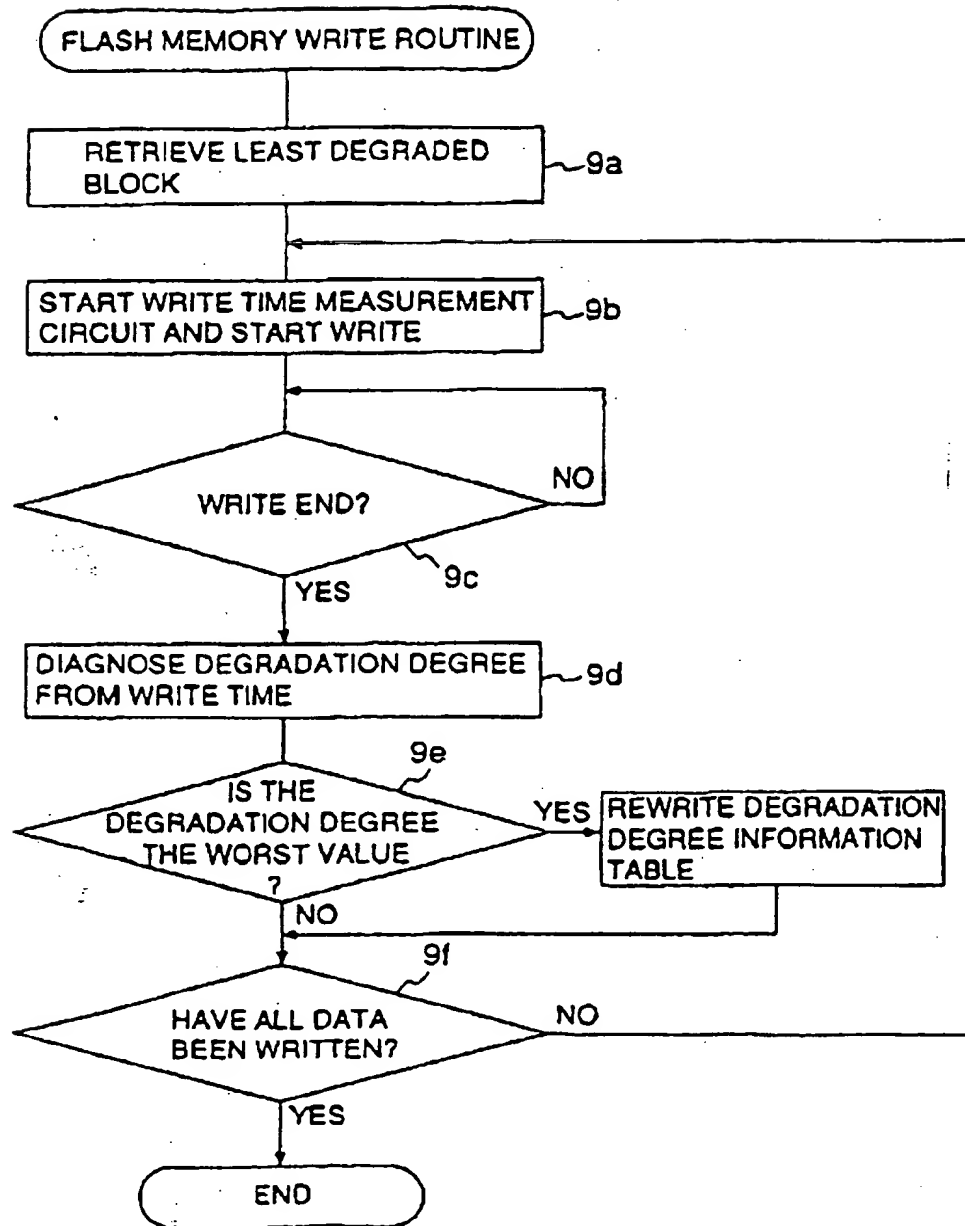 FLASH MEMORY WRITE ROUTINE
RETRIEVE LEAST DEGRADED
BLOCK
9a
START WRITE TIME MEASUREMENT
CIRCUIT AND START WRITE
9b
NO
WRITE END?
9c
YES
DIAGNOSE DEGRADATION DEGREE
FROM WRITE TIME
9d
9e
IS THE
DEGRADATION DEGREE
THE WORST VALUE
?
YES
REWRITE DEGRADATION
DEGREE INFORMATION
TABLE
NO
9f
HAVE ALL DATA
BEEN WRITTEN?
NO
YES
END